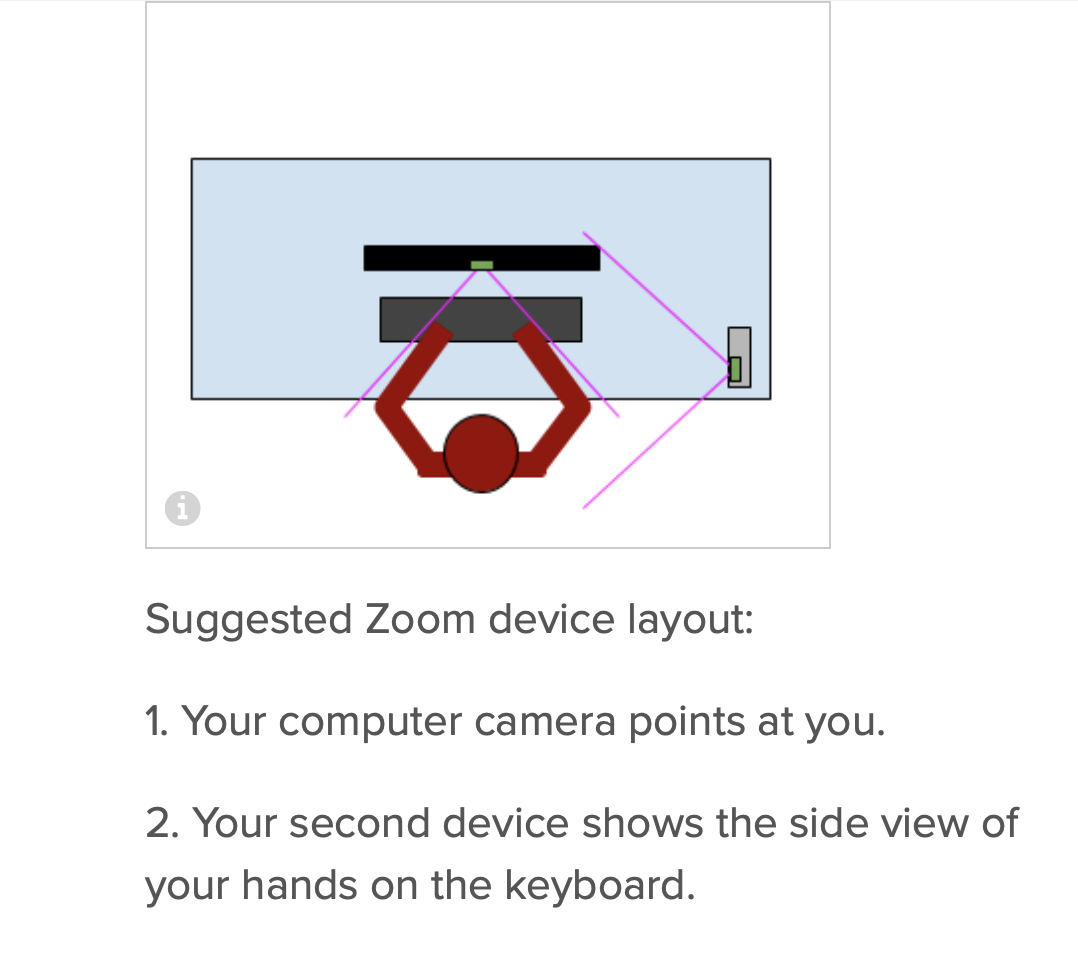 Suggested Zoom device layout:
1. Your computer camera points at you.
2. Your second device shows the side view of
your hands on the keyboard.